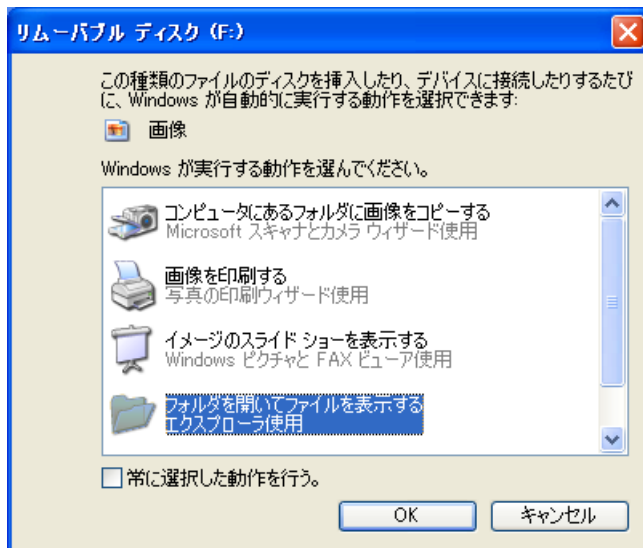 リムーバブル ディスク (F:)
この種類のファイルのディスクを挿入したり、デバイスに接続したりするたび
に、Windows が自動的に実行する動作を選択できます:
画像
Windows が実行する動作を選んでください。
コンピュータにあるフォルダに画像をコピーする
Microsoft スキャナとカメラ ウィザード使用
画像を印刷する
写真の印刷ウィザード使用
イメージのスライド ショーを表示する
Windows ピクチャと FAX ビューア使用
フォルダを開いてファイルを表示する
エクスプローラ使用
常に選択した動作を行う。
OK
キャンセル